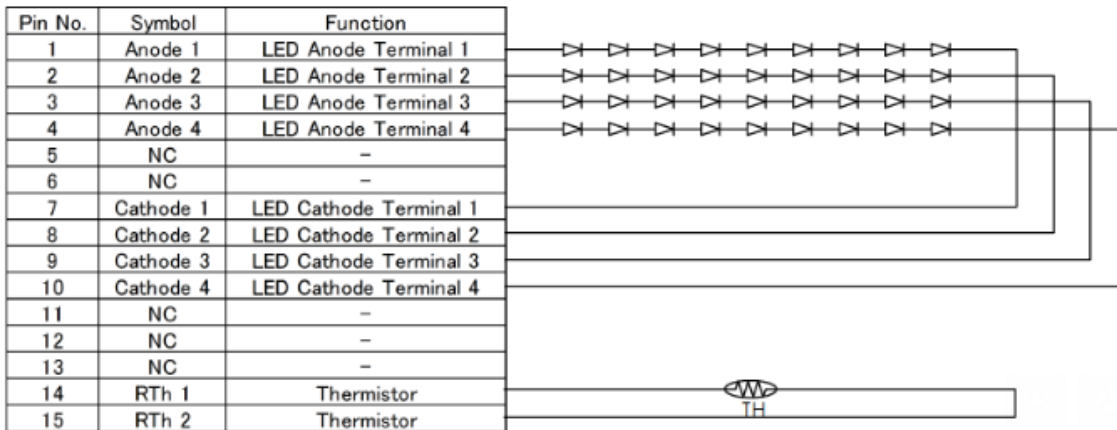 Pin No. Symbol Function
1 Anode 1 LED Anode Terminal 1
2 Anode 2 LED Anode Terminal 2
3 Anode 3 LED Anode Terminal 3
4 Anode 4 LED Anode Terminal 4
5 NC -
6 NC -
7 Cathode 1 LED Cathode Terminal 1
8 Cathode 2 LED Cathode Terminal 2
9 Cathode 3 LED Cathode Terminal 3
10 Cathode 4 LED Cathode Terminal 4
11 NC -
12 NC -
13 NC -
14 RTh 1 Thermistor
TH
15 RTh 2 Thermistor